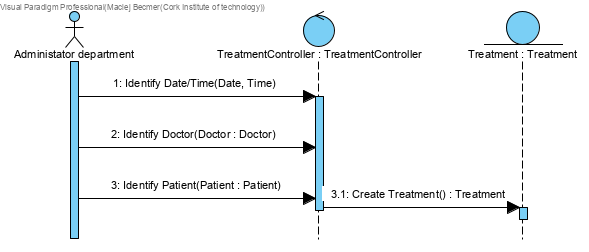 Visual Paradigm Professional(Maciej Becmer(Cork Institute of technology))
Administator department
TreatmentController : TreatmentController
Treatment : Treatment
1: Identify Date/Time(Date, Time)
2: Identify Doctor(Doctor : Doctor)
3: Identify Patient(Patient : Patient)
3.1: Create Treatment() : Treatment